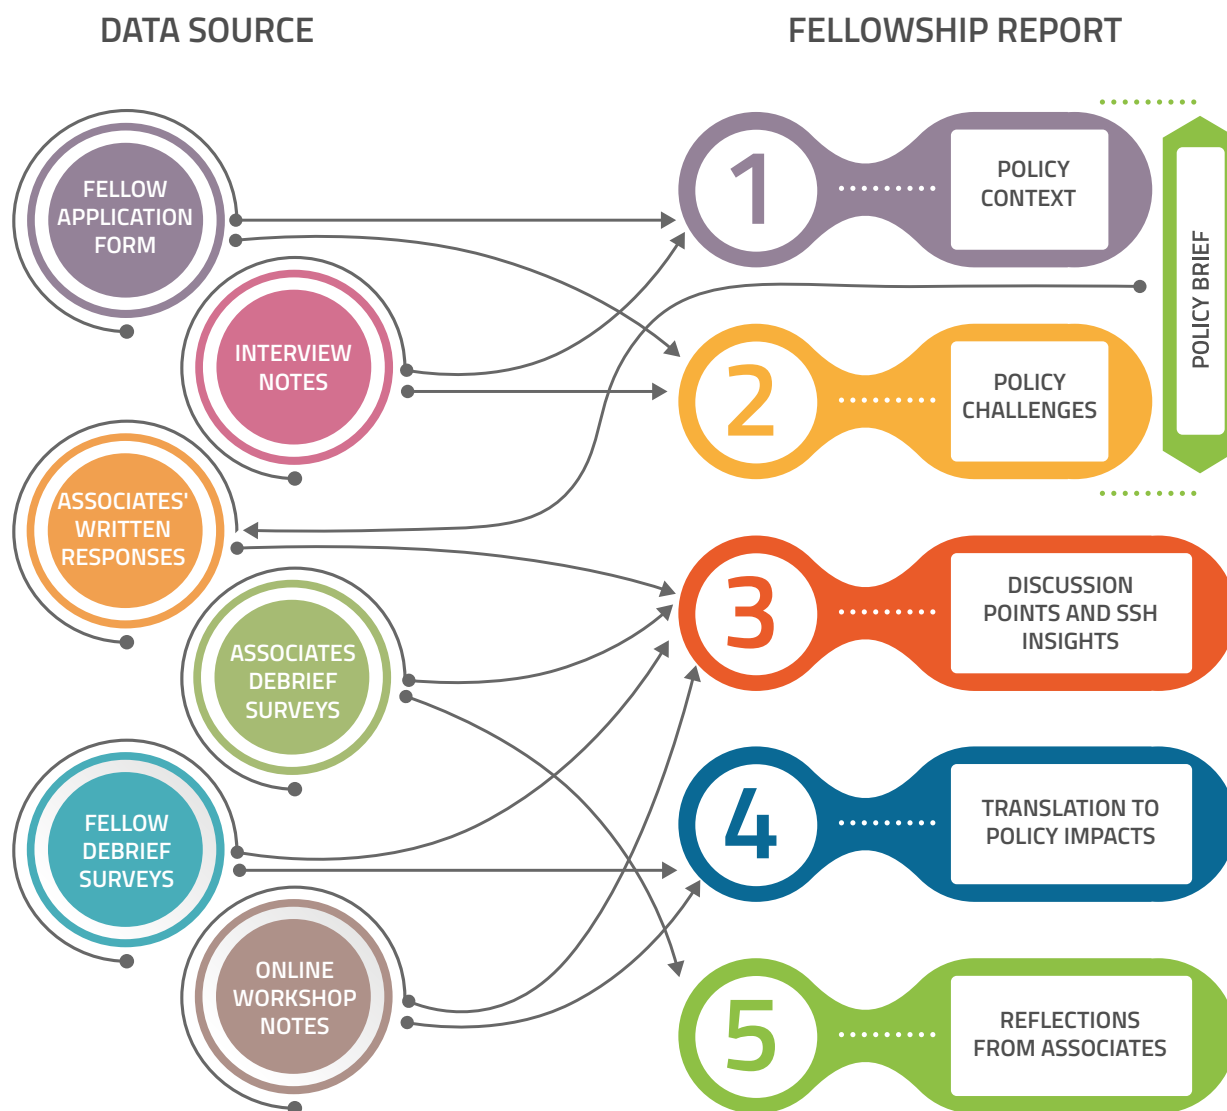 DATA SOURCE
FELLOWSHIP REPORT
FELLOW
APPLICATION
FORM
INTERVIEW
NOTES
ASSOCIATES'
WRITTEN
RESPONSES
ASSOCIATES
DEBRIEF
SURVEYS
FELLOW
DEBRIEF
SURVEYS
ONLINE
WORKSHOP
NOTES
1
POLICY
CONTEXT
2
POLICY
CHALLENGES
POLICY BRIEF
3
DISCUSSION
POINTS AND SSH
INSIGHTS
4
TRANSLATION TO
POLICY IMPACTS
5
REFLECTIONS
FROM ASSOCIATES